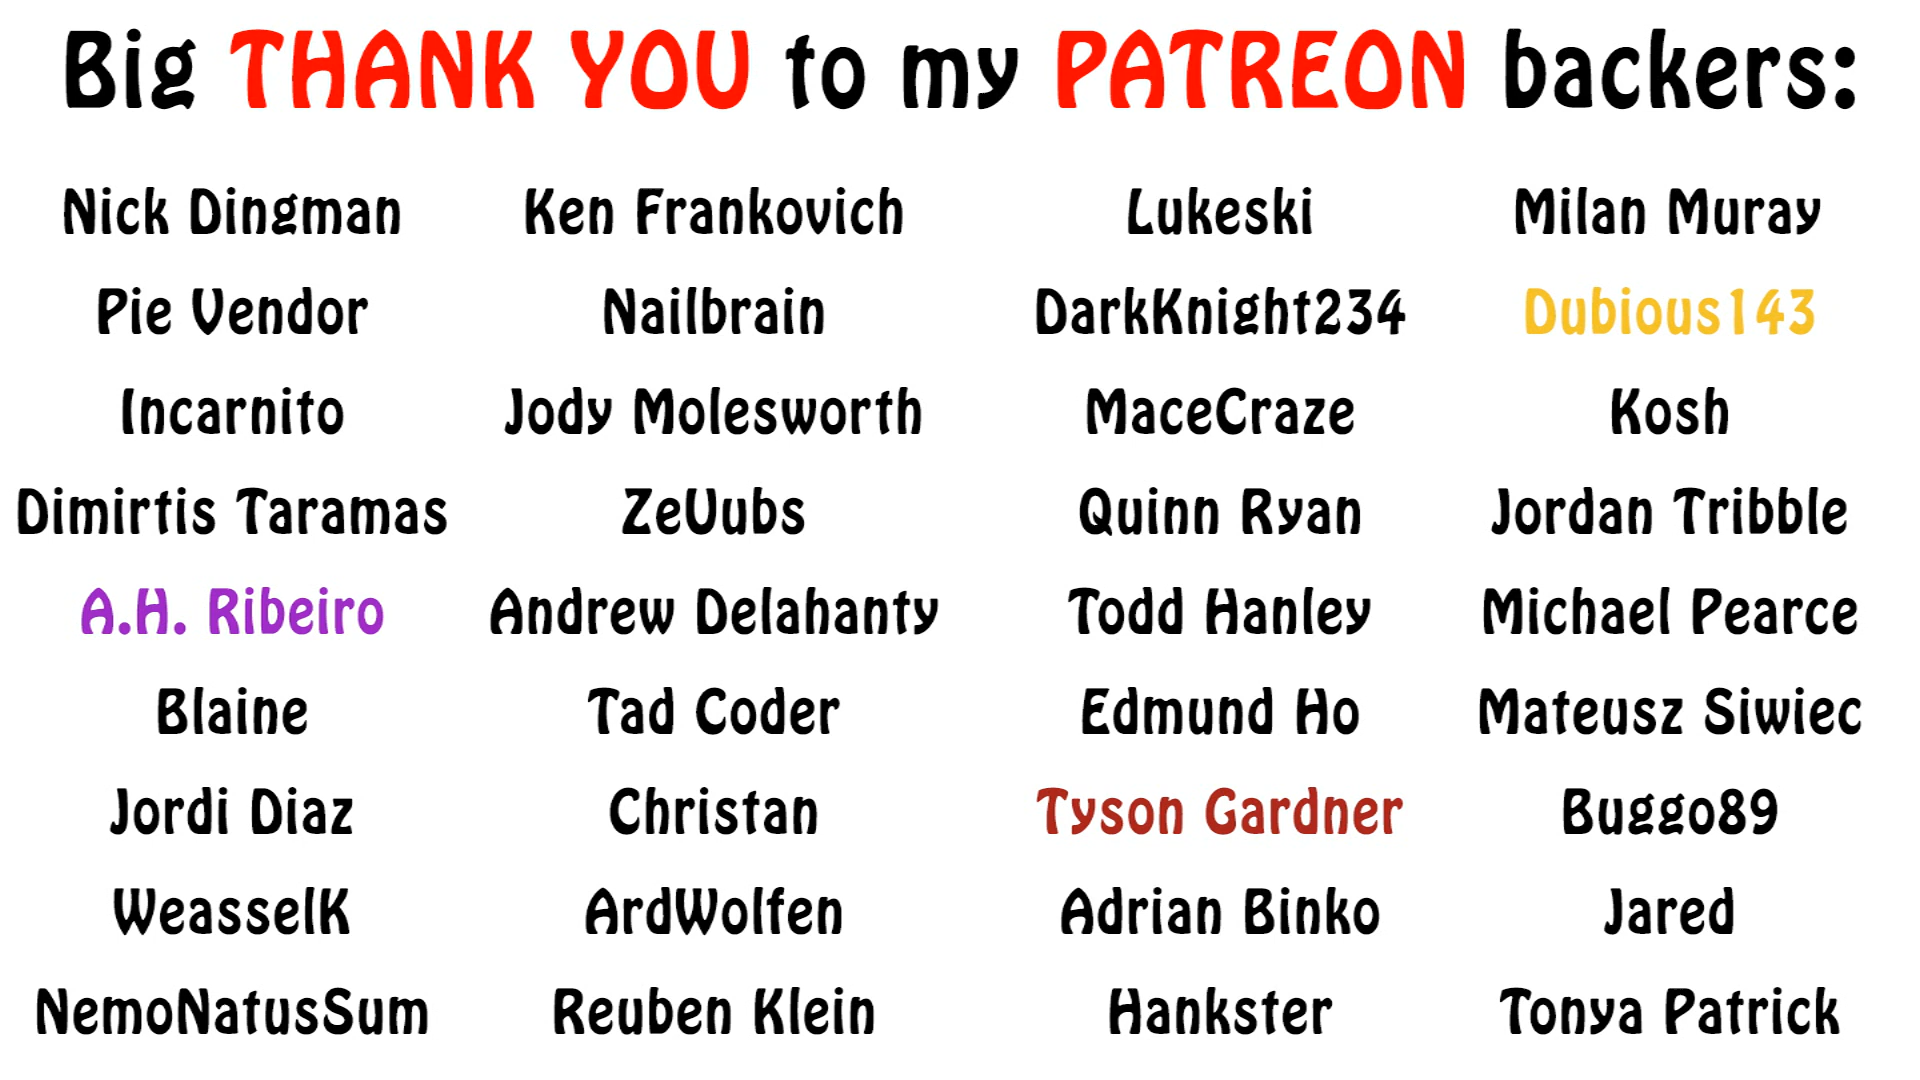 Big THANK YOU to my PATREON backers:
Nick Dingman Ken Frankovich Lukeski Milan Muray
Pie Vendor Nailbrain DarkKnight234 Dubious143
Incarnito Jody Molesworth MaceCraze Kosh
Dimirtis Taramas ZeUubs Quinn Ryan Jordan Tribble
A.H. Ribeiro Andrew Delahanty Todd Hanley Michael Pearce
Blaine Tad Coder Edmund Ho Mateusz Siwiec
Jordi Diaz Christan Tyson Gardner Buggo89
WeasselK ArdWolfen Adrian Binko Jared
NemoNatusSum Reuben Klein Hankster Tonya Patrick